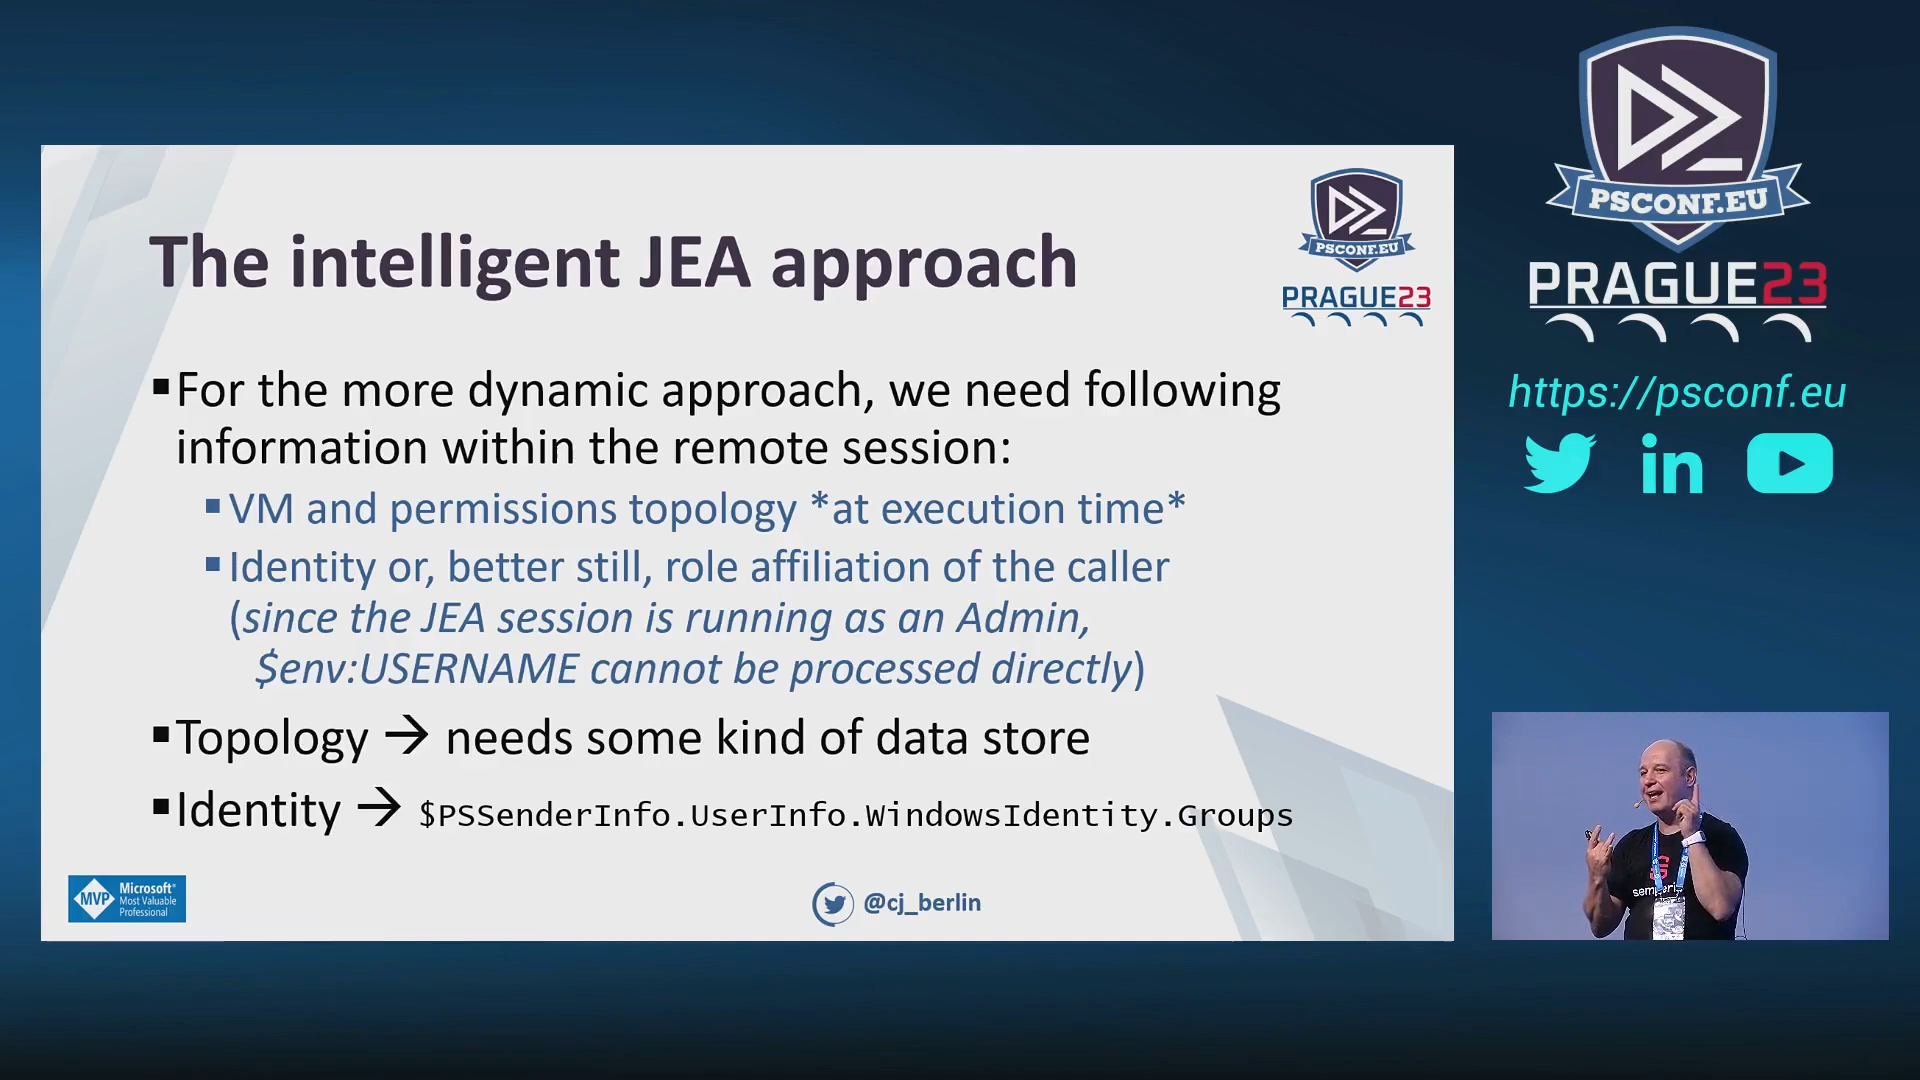 The intelligent JEA approach
PSCONF.EU
PRAGUE23
▪For the more dynamic approach, we need following
information within the remote session:
▪VM and permissions topology *at execution time*
▪Identity or, better still, role affiliation of the caller
(since the JEA session is running as an Admin,
$env:USERNAME cannot be processed directly)
▪Topology → needs some kind of data store
▪Identity → $PSSenderInfo.UserInfo.WindowsIdentity.Groups
MVP
Microsoft®
Most Valuable
Professional
@cj_berlin
PSCONF.EU
PRAGUE23
https://psconf.eu
in